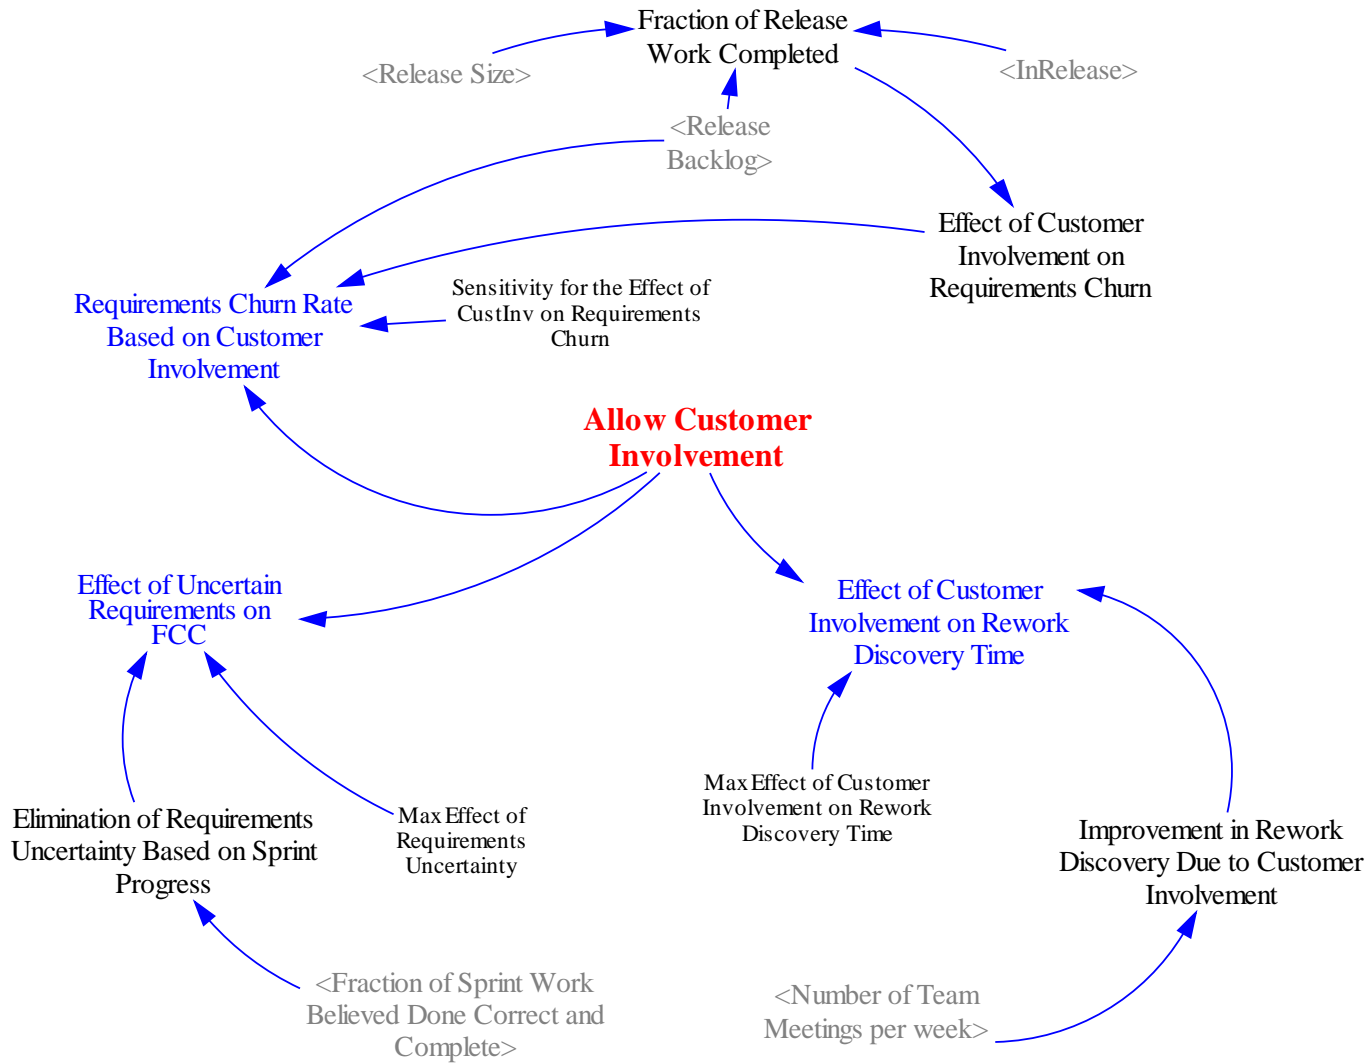 Fraction of Release
Work Completed
<Release Size>
<InRelease>
<Release
Backlog>
Effect of Customer
Involvement on
Requirements Churn
Requirements Churn Rate
Based on Customer
Involvement
Sensitivity for the Effect of
CustInv on Requirements
Churn
Allow Customer
Involvement
Effect of Uncertain
Requirements on
FCC
Effect of Customer
Involvement on Rework
Discovery Time
Max Effect of Customer
Involvement on Rework
Discovery Time
Elimination of Requirements
Uncertainty Based on Sprint
Progress
Max Effect of
Requirements
Uncertainty
Improvement in Rework
Discovery Due to Customer
Involvement
<Fraction of Sprint Work
Believed Done Correct and
Complete>
<Number of Team
Meetings per week>